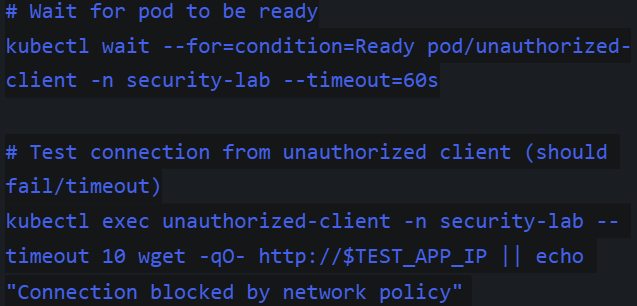 # Wait for pod to be ready
kubectl wait --for=condition=Ready pod/unauthorized-
client -n security-lab --timeout=60s

# Test connection from unauthorized client (should
fail/timeout)
kubectl exec unauthorized-client -n security-lab --
timeout 10 wget -qO- http://$TEST_APP_IP || echo
"Connection blocked by network policy"